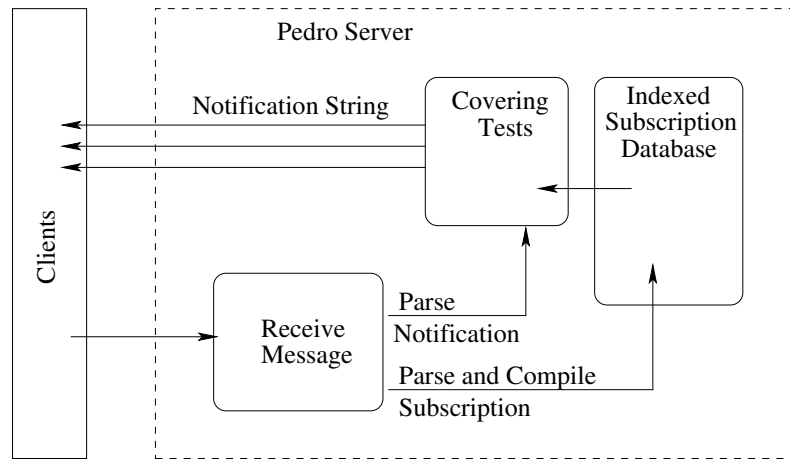 Pedro Server
Notification String
Covering
Tests
Indexed
Subscription
Database
Clients
Receive
Message
Parse
Notification
Parse and Compile
Subscription